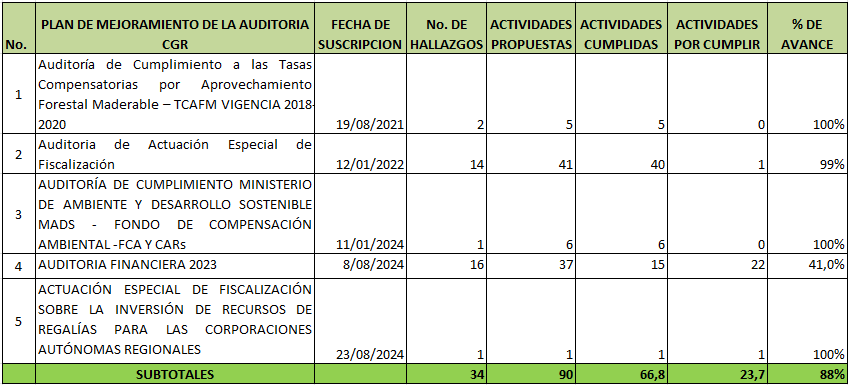 No. PLAN DE MEJORAMIENTO DE LA AUDITORIA CGR FECHA DE SUSCRIPCION No. DE HALLAZGOS ACTIVIDADES PROPUESTAS ACTIVIDADES CUMPLIDAS ACTIVIDADES POR CUMPLIR % DE AVANCE
1 Auditoría de Cumplimiento a las Tasas
Compensatorias por Aprovechamiento
Forestal Maderable – TCAFM VIGENCIA 2018-
2020 19/08/2021 2 5 5 0 100%
2 Auditoria de Actuación Especial de
Fiscalización 12/01/2022 14 41 40 1 99%
3 AUDITORÍA DE CUMPLIMIENTO MINISTERIO
DE AMBIENTE Y DESARROLLO SOSTENIBLE
MADS - FONDO DE COMPENSACIÓN
AMBIENTAL -FCA Y CARs 11/01/2024 1 6 6 0 100%
4 AUDITORIA FINANCIERA 2023 8/08/2024 16 37 15 22 41,0%
5 ACTUACIÓN ESPECIAL DE FISCALIZACIÓN
SOBRE LA INVERSIÓN DE RECURSOS DE
REGALÍAS PARA LAS CORPORACIONES
AUTÓNOMAS REGIONALES 23/08/2024 1 1 1 1 100%
SUBTOTALES 34 90 66,8 23,7 88%